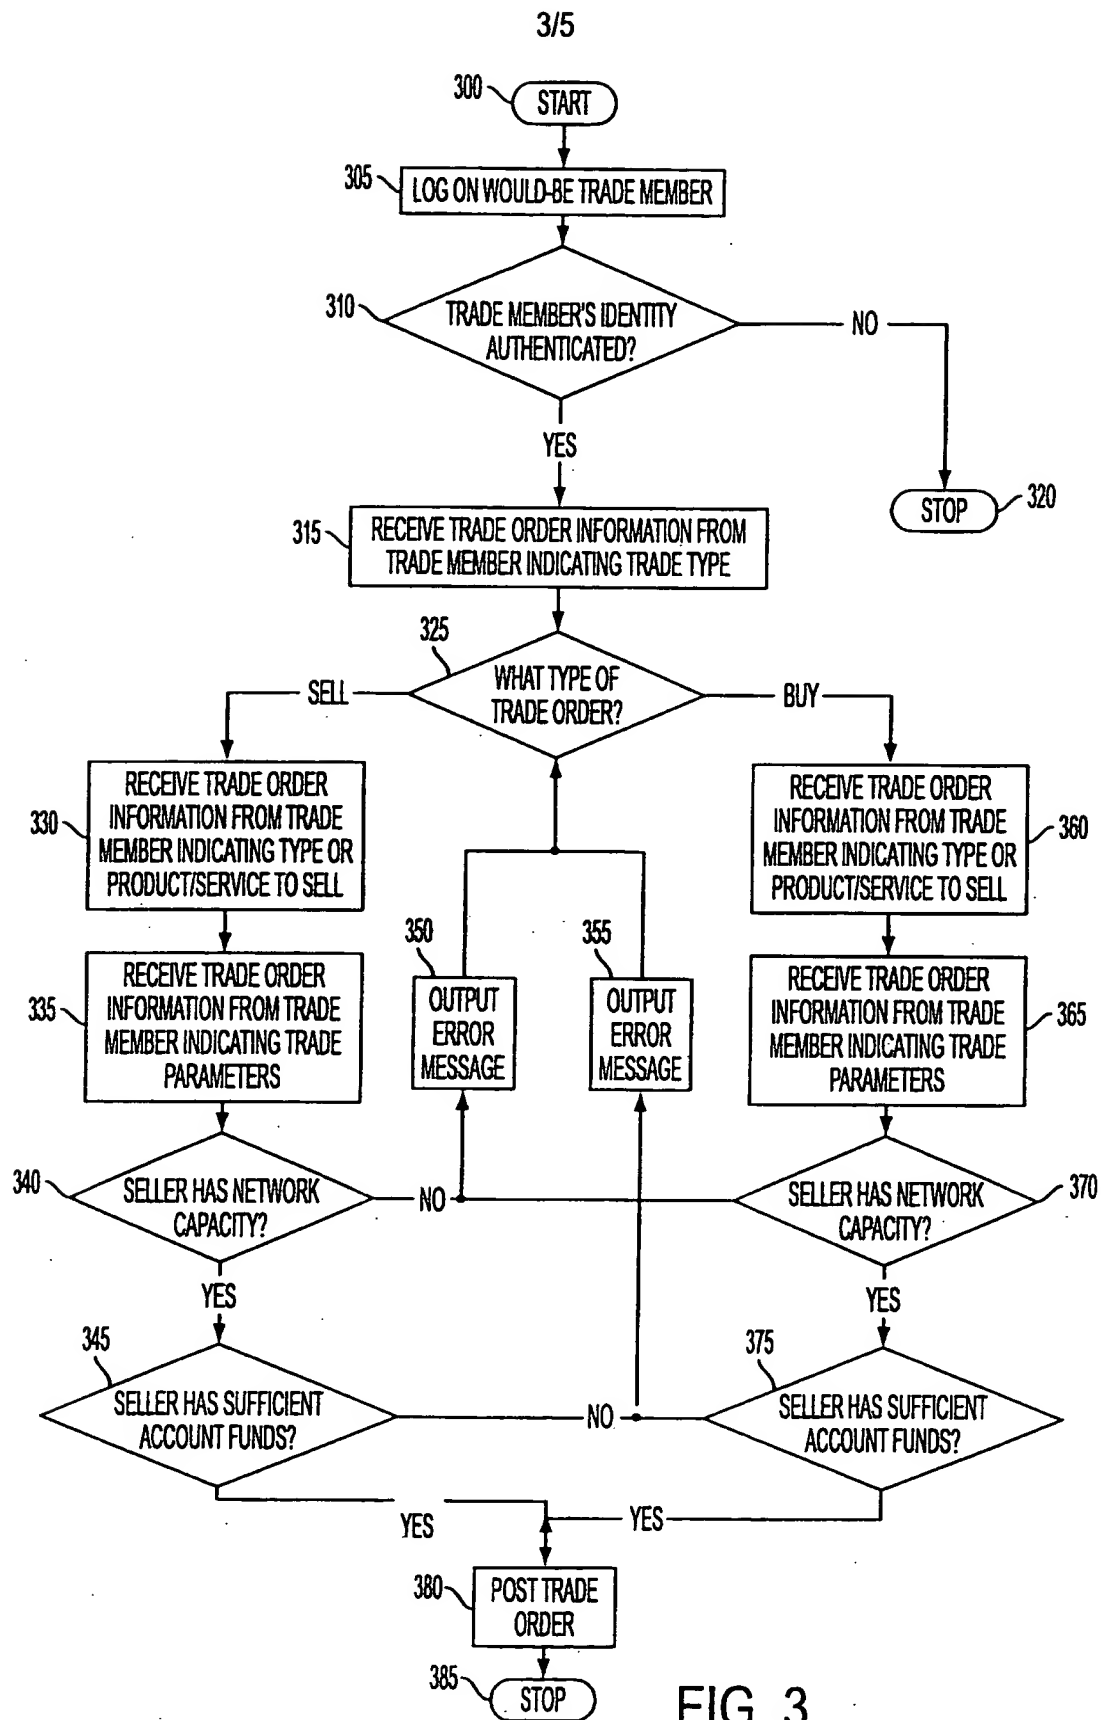 3/5
300
START
305
LOG ON WOULD-BE TRADE MEMBER
310
TRADE MEMBER'S IDENTITY
AUTHENTICATED?
NO
YES
STOP
320
315
RECEIVE TRADE ORDER INFORMATION FROM
TRADE MEMBER INDICATING TRADE TYPE
325
WHAT TYPE OF
TRADE ORDER?
SELL
BUY
330
RECEIVE TRADE ORDER
INFORMATION FROM TRADE
MEMBER INDICATING TYPE OR
PRODUCT/SERVICE TO SELL
RECEIVE TRADE ORDER
INFORMATION FROM TRADE
MEMBER INDICATING TYPE OR
PRODUCT/SERVICE TO SELL
360
335
RECEIVE TRADE ORDER
INFORMATION FROM TRADE
MEMBER INDICATING TRADE
PARAMETERS
350
OUTPUT
ERROR
MESSAGE
355
OUTPUT
ERROR
MESSAGE
RECEIVE TRADE ORDER
INFORMATION FROM TRADE
MEMBER INDICATING TRADE
PARAMETERS
365
340
SELLER HAS NETWORK
CAPACITY?
NO
SELLER HAS NETWORK
CAPACITY?
370
YES
YES
345
SELLER HAS SUFFICIENT
ACCOUNT FUNDS?
NO
375
SELLER HAS SUFFICIENT
ACCOUNT FUNDS?
YES
YES
380
POST TRADE
ORDER
385
STOP
FIG. 3